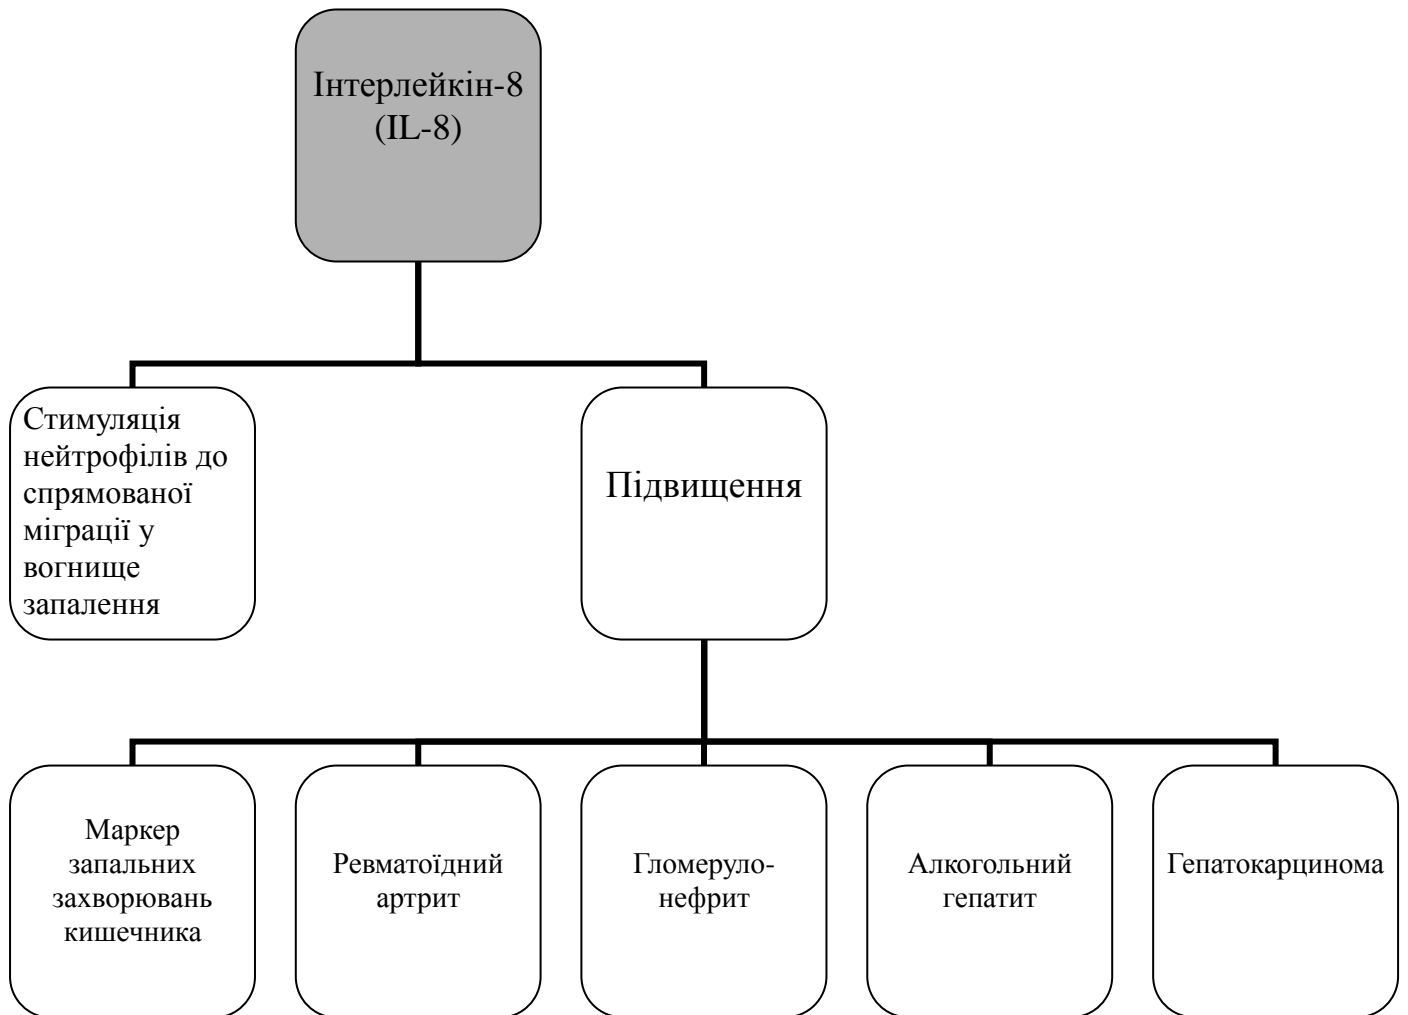 Інтерлейкін-8
(IL-8)
Стимуляція
нейтрофілів до
спрямованої
міграції у
вогнище
запалення
Підвищення
Маркер
запальних
захворювань
кишечника
Ревматоїдний
артрит
Гломеруло-
нефрит
Алкогольний
гепатит
Гепатокарцинома